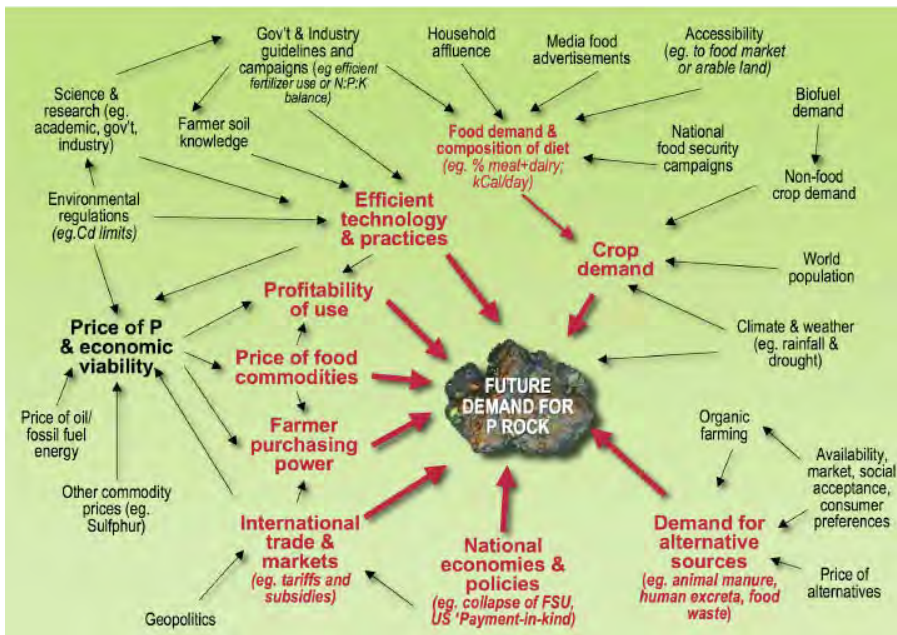 Gov't & Industry
guidelines and
campaigns (eg efficient
fertilizer use or N:P:K
balance)
Household
affluence
Media food
advertisements
Accessibility
(eg. to food market
or arable land)
Biofuel
demand
Science &
research (eg.
academic, gov't,
industry)
Farmer soil
knowledge
Food demand &
composition of diet
(eg. % meat+dairy;
kCal/day)
National
food security
campaigns
Non-food
crop demand
Environmental
regulations
(eg.Cd limits)
Efficient
technology
& practices
Crop
demand
World
population
Profitability
of use
Price of P
& economic
viability
Price of food
commodities
Climate & weather
(eg. rainfall &
drought)
FUTURE
DEMAND FOR
P ROCK
Price of oil/
fossil fuel
energy
Farmer
purchasing
power
Organic
farming
Availability,
market, social
acceptance,
consumer
preferences
Other commodity
prices (eg.
Sulfphur)
International
trade &
markets
(eg. tariffs and
subsidies)
National
economies &
policies
(eg. collapse of FSU,
US 'Payment-in-kind)
Demand for
alternative
sources
(eg. animal manure,
human excreta, food
waste)
Price of
alternatives
Geopolitics